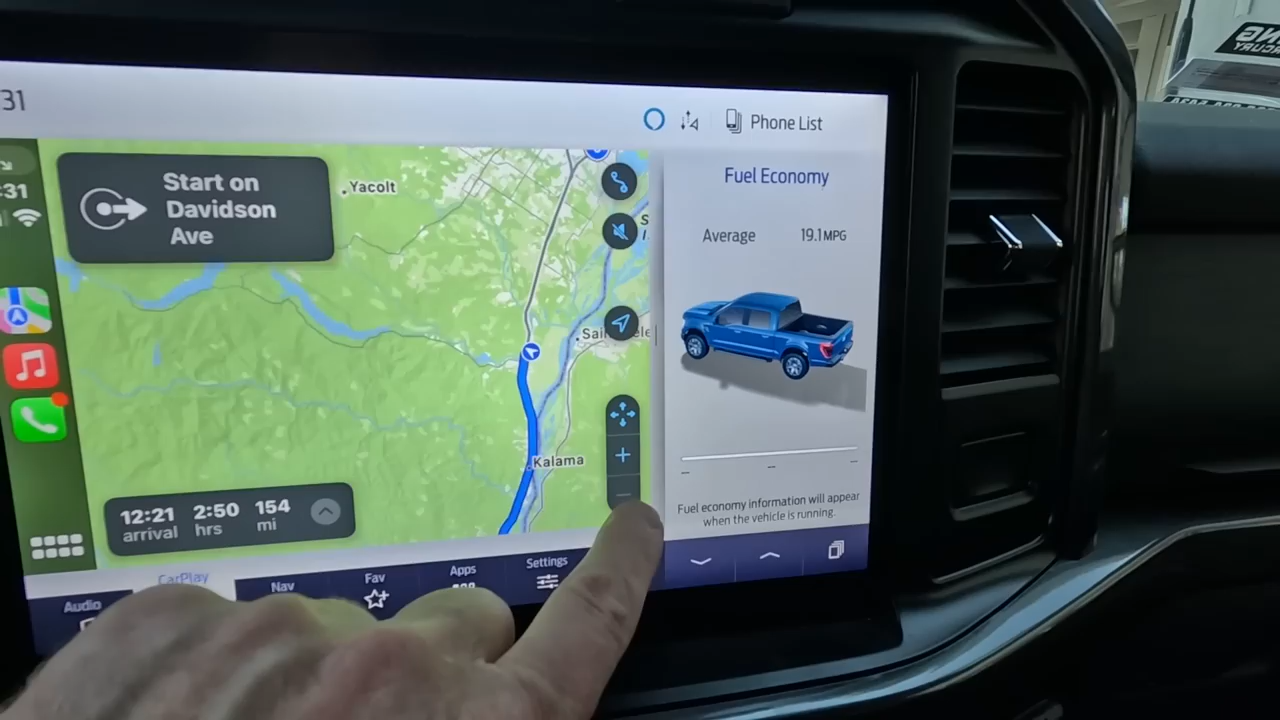 31
Phone List
:31
Start on
Davidson
Ave
Yacolt
Fuel Economy
Average 19.1 MPG
Kalama
12:21 2:50 154
arrival hrs mi
Fuel economy information will appear
when the vehicle is running.
Audio
CarPlay
Nav
Fav
Apps
Settings